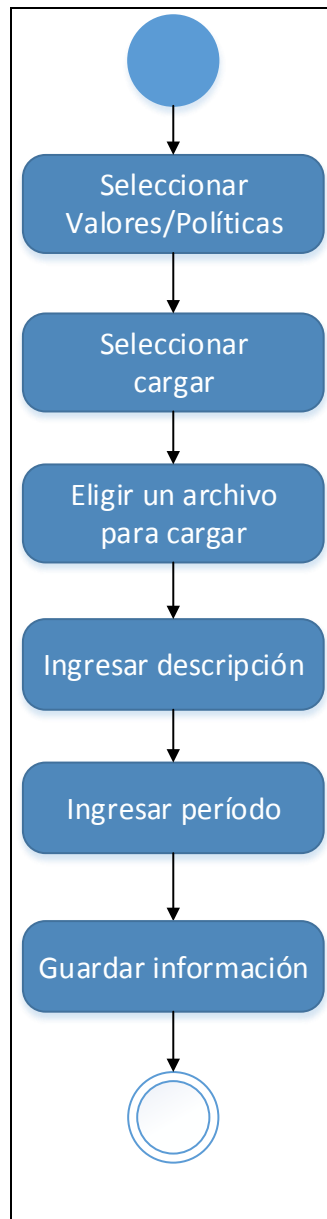 Seleccionar
Valores/Políticas
Seleccionar
cargar
Eligir un archivo
para cargar
Ingresar descripción
Ingresar período
Guardar información